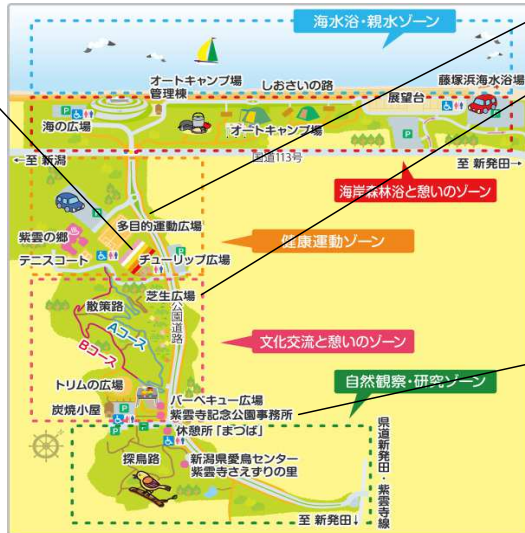 海水浴・親水ゾーン
オートキャンプ場
管理棟
しおさいの路
展望台
藤塚浜海水浴場
P
海の広場
オートキャンプ場
P
P
←至 新潟
国道113号
至 新発田→
海岸森林浴と憩いのゾーン
P
多目的運動広場
紫雲の郷
P
健康運動ゾーン
テニスコート
チューリップ広場
芝生広場
散策路
Aコース
公園道路
Bコース
文化交流と憩いのゾーン
トリムの広場
バーベキュー広場
自然観察・研究ゾーン
炭焼小屋
紫雲寺記念公園事務所
P
P
休憩所「まつば」
探鳥路
新潟県愛鳥センター
紫雲寺さえずりの里
県道新発田・紫雲寺線
至 新発田↓